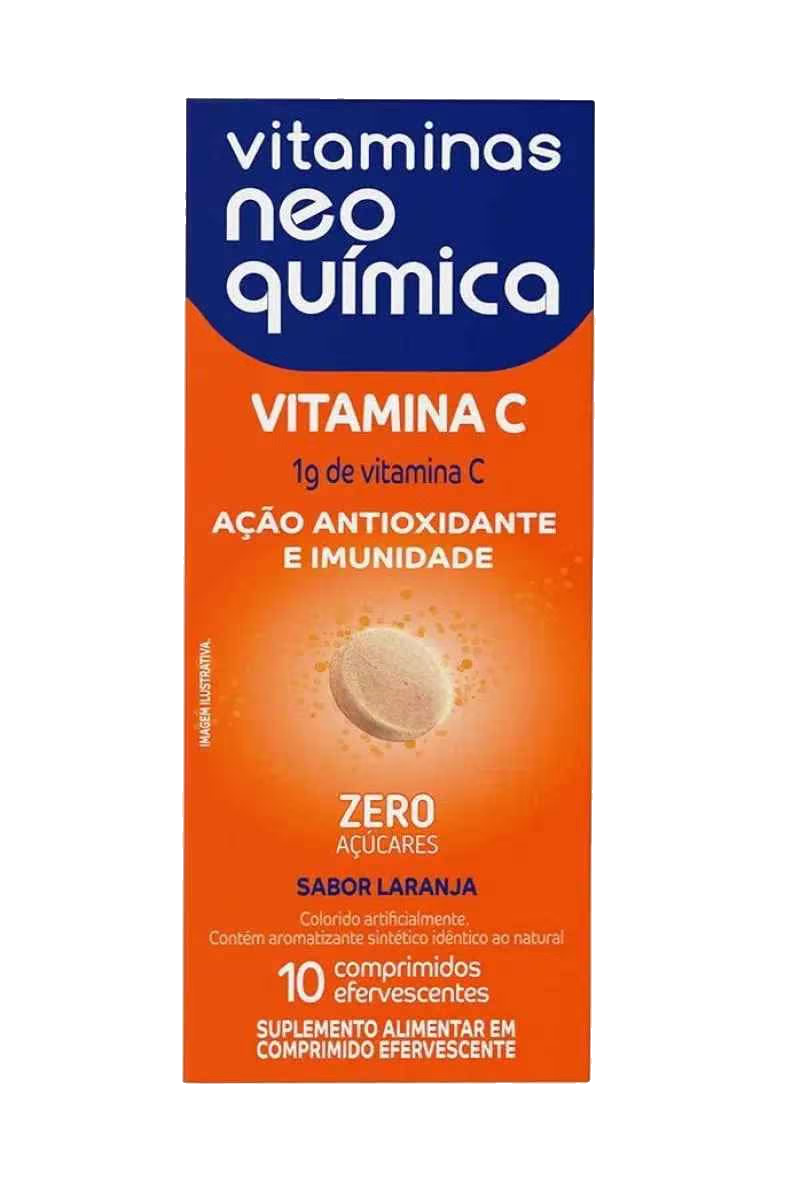 vitaminas
neo
química
VITAMINA C
1g de vitamina C
AÇÃO ANTIOXIDANTE
E IMUNIDADE
IMAGEM ILUSTRATIVA.
ZERO
AÇÚCARES
SABOR LARANJA
Colorido artificialmente.
Contém aromatizante sintético idêntico ao natural
10 comprimidos
efervescentes
SUPLEMENTO ALIMENTAR EM
COMPRIMIDO EFERVESCENTE